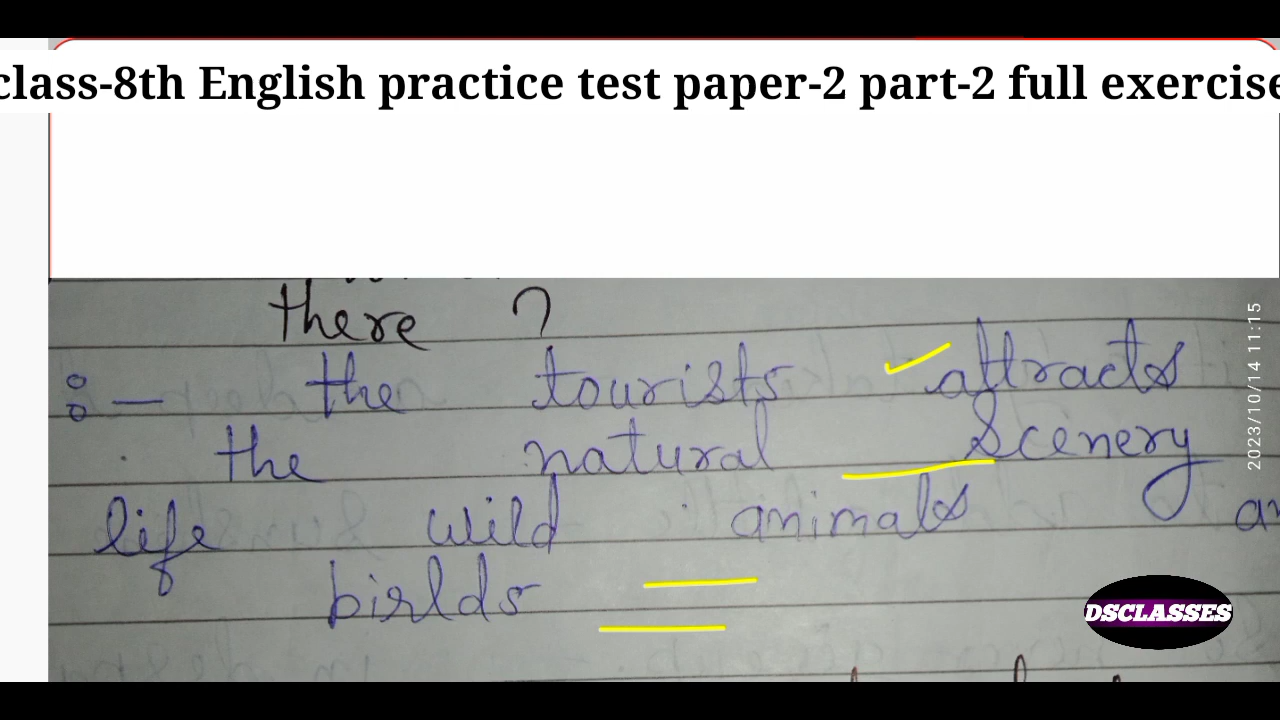 class-8th English practice test paper-2 part-2 full exercise
there ?
:- the tourists attracts
the natural scenery
life wild animals
birlds
2023/10/14 11:15
DSCLASSES